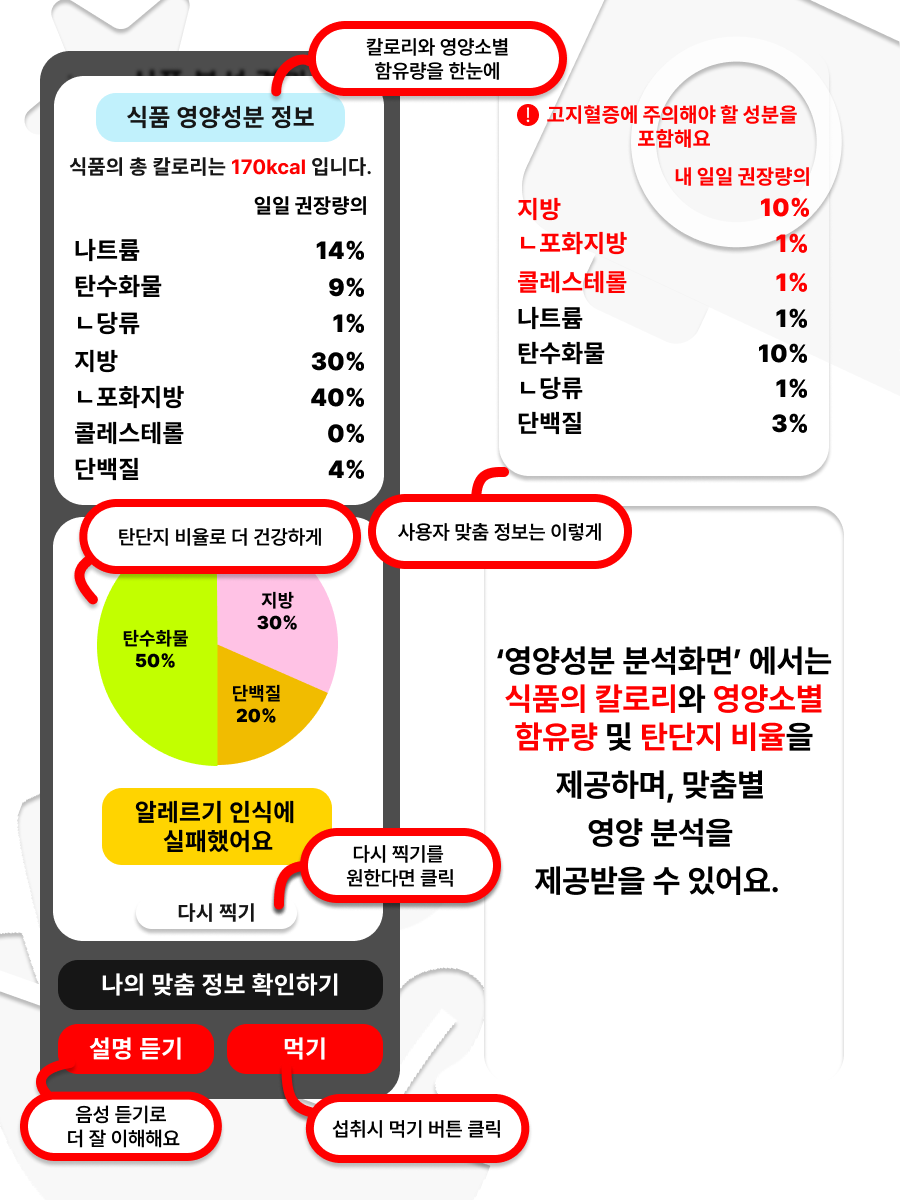 칼로리와 영양소별
함유량을 한눈에
식품 영양성분 정보
식품의 총 칼로리는 170kcal 입니다.
일일 권장량의
나트륨 14%
탄수화물 9%
ㄴ당류 1%
지방 30%
ㄴ포화지방 40%
콜레스테롤 0%
단백질 4%
! 고지혈증에 주의해야 할 성분을
포함해요
내 일일 권장량의
지방 10%
ㄴ포화지방 1%
콜레스테롤 1%
나트륨 1%
탄수화물 10%
ㄴ당류 1%
단백질 3%
사용자 맞춤 정보는 이렇게
탄단지 비율로 더 건강하게
지방
30%
탄수화물
50%
단백질
20%
알레르기 인식에
실패했어요
다시 찍기를
원한다면 클릭
다시 찍기
나의 맞춤 정보 확인하기
설명 듣기
먹기
음성 듣기로
더 잘 이해해요
섭취시 먹기 버튼 클릭
‘영양성분 분석화면’ 에서는
식품의 칼로리와 영양소별
함유량 및 탄단지 비율을
제공하며, 맞춤별
영양 분석을
제공받을 수 있어요.